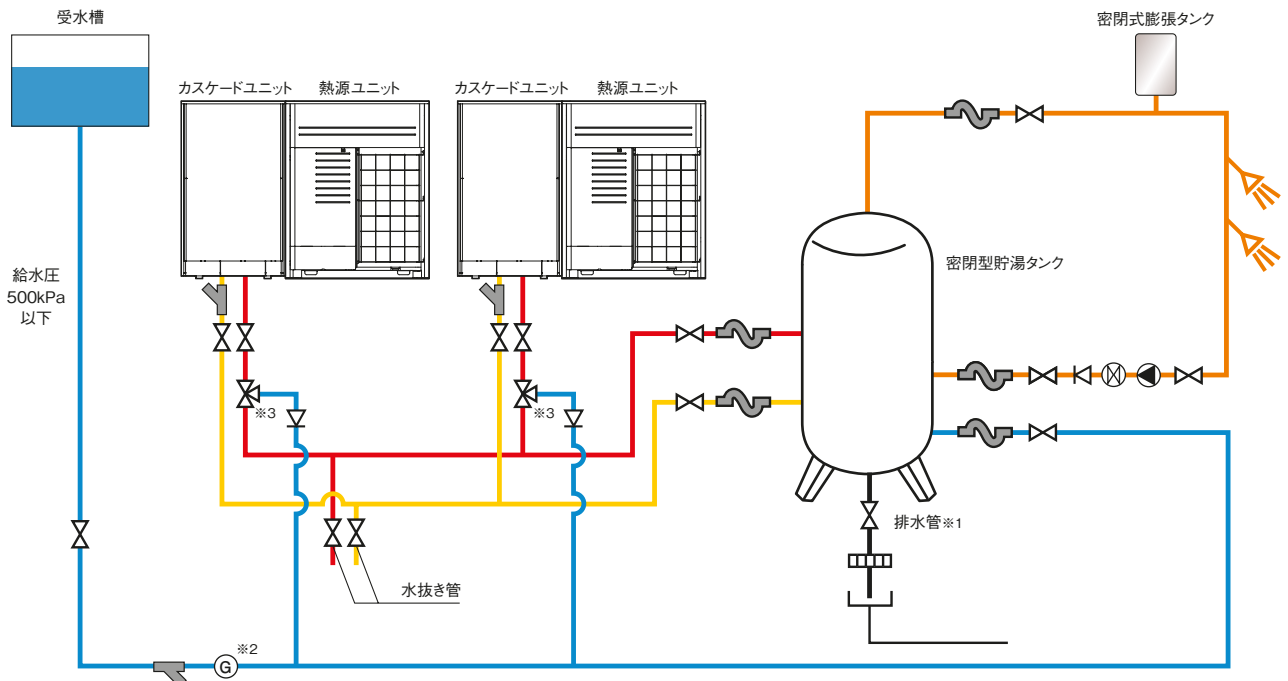 受水槽
密閉式膨張タンク
カスケードユニット
熱源ユニット
カスケードユニット
熱源ユニット
給水圧
500kPa
以下
密閉型貯湯タンク
※3
※3
排水管※1
水抜き管
※2
G